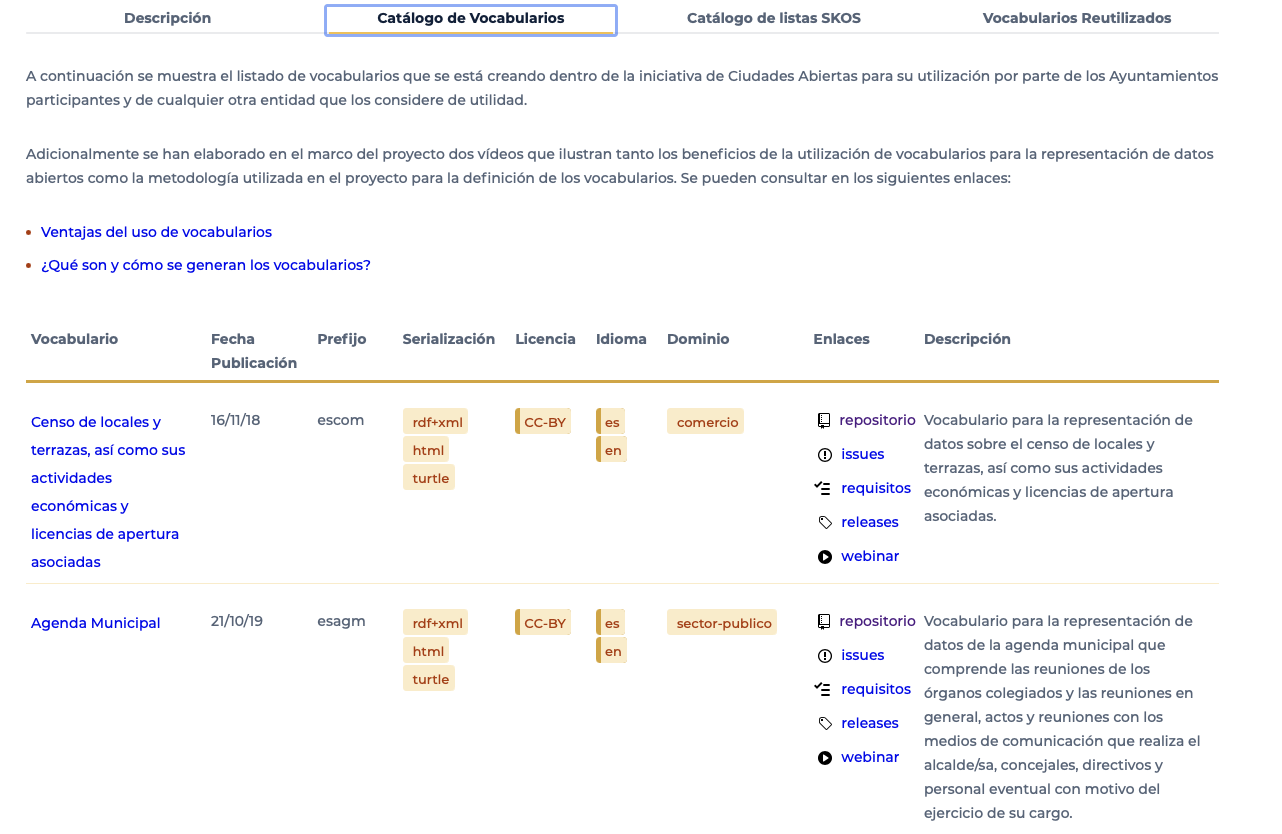 Descripción
Catálogo de Vocabularios
Catálogo de listas SKOS
Vocabularios Reutilizados
A continuación se muestra el listado de vocabularios que se está creando dentro de la iniciativa de Ciudades Abiertas para su utilización por parte de los Ayuntamientos
participantes y de cualquier otra entidad que los considere de utilidad.
Adicionalmente se han elaborado en el marco del proyecto dos vídeos que ilustran tanto los beneficios de la utilización de vocabularios para la representación de datos
abiertos como la metodología utilizada en el proyecto para la definición de los vocabularios. Se pueden consultar en los siguientes enlaces:
• Ventajas del uso de vocabularios
• ¿Qué son y cómo se generan los vocabularios?
Vocabulario
Fecha
Publicación
Prefijo
Serialización
Licencia
Idioma
Dominio
Enlaces
Descripción
Censo de locales y
terrazas, así como sus
actividades
económicas y
licencias de apertura
asociadas
16/11/18
escom
rdf+xml
html
turtle
CC-BY
es
en
comercio
repositorio
issues
requisitos
releases
webinar
Vocabulario para la representación de
datos sobre el censo de locales y
terrazas, así como sus actividades
económicas y licencias de apertura
asociadas.
Agenda Municipal
21/10/19
esagm
rdf+xml
html
turtle
CC-BY
es
en
sector-publico
repositorio
issues
requisitos
releases
webinar
Vocabulario para la representación de
datos de la agenda municipal que
comprende las reuniones de los
órganos colegiados y las reuniones en
general, actos y reuniones con los
medios de comunicación que realiza el
alcalde/sa, concejales, directivos y
personal eventual con motivo del
ejercicio de su cargo.